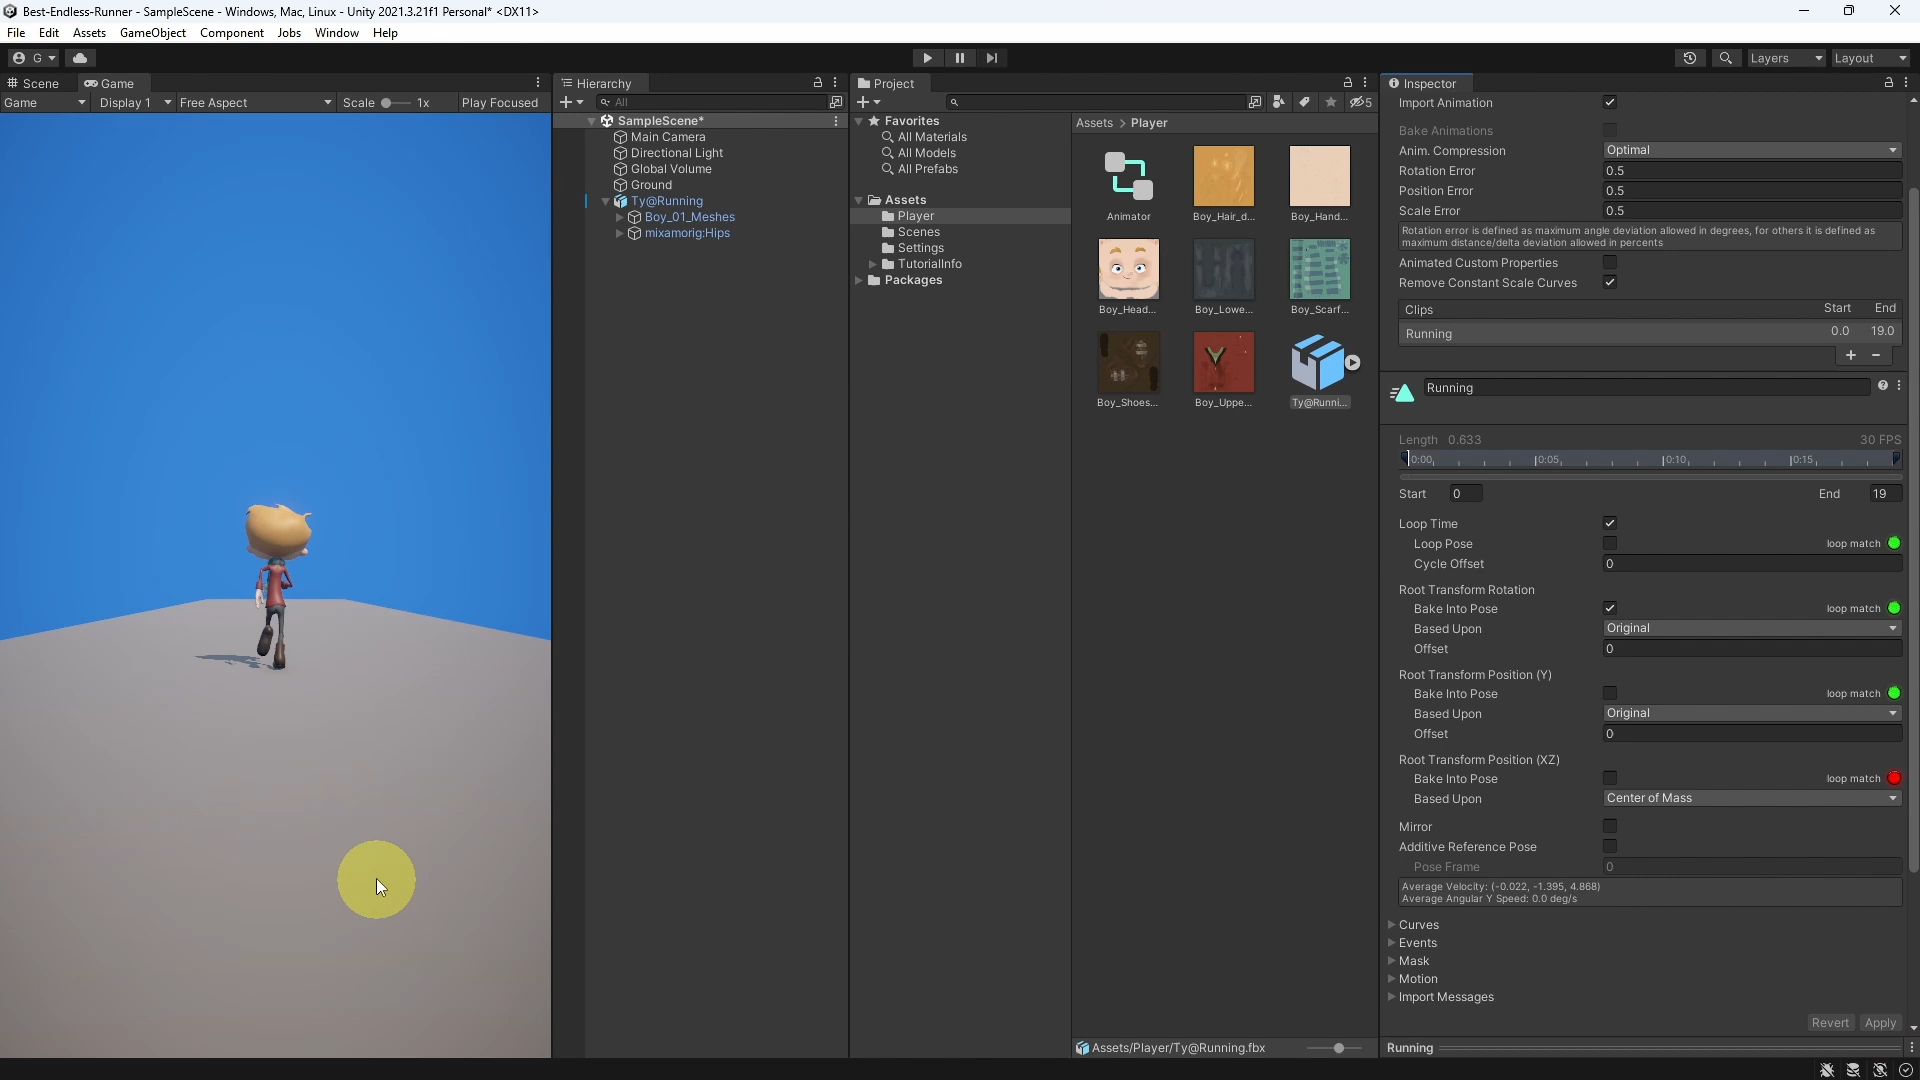 Best-Endless-Runner - SampleScene - Windows, Mac, Linux - Unity 2021.3.21f1 Personal* <DX11>
File Edit Assets GameObject Component Jobs Window Help
G
Layers Layout
Scene Game
Game Display 1 Free Aspect Scale 1x Play Focused
Hierarchy
All
SampleScene*
Main Camera
Directional Light
Global Volume
Ground
Ty@Running
Boy_01_Meshes
mixamorig:Hips
Project
5
Favorites
All Materials
All Models
All Prefabs
Assets
Player
Scenes
Settings
TutorialInfo
Packages
Assets > Player
Animator Boy_Hair_d... Boy_Hand...
Boy_Head... Boy_Lowe... Boy_Scarf...
Boy_Shoes... Boy_Uppe... Ty@Runni...
Assets/Player/Ty@Running.fbx
Inspector
Import Animation
Bake Animations
Anim. Compression Optimal
Rotation Error 0.5
Position Error 0.5
Scale Error 0.5
Rotation error is defined as maximum angle deviation allowed in degrees, for others it is defined as
maximum distance/delta deviation allowed in percents
Animated Custom Properties
Remove Constant Scale Curves
Clips Start End
Running 0.0 19.0
+ -
Running
Length 0.633 30 FPS
0:00 0:05 0:10 0:15
Start 0 End 19
Loop Time
Loop Pose loop match
Cycle Offset 0
Root Transform Rotation
Bake Into Pose loop match
Based Upon Original
Offset 0
Root Transform Position (Y)
Bake Into Pose loop match
Based Upon Original
Offset 0
Root Transform Position (XZ)
Bake Into Pose loop match
Based Upon Center of Mass
Mirror
Additive Reference Pose
Pose Frame 0
Average Velocity: (-0.022, -1.395, 4.868)
Average Angular Y Speed: 0.0 deg/s
Curves
Events
Mask
Motion
Import Messages
Revert Apply
Running